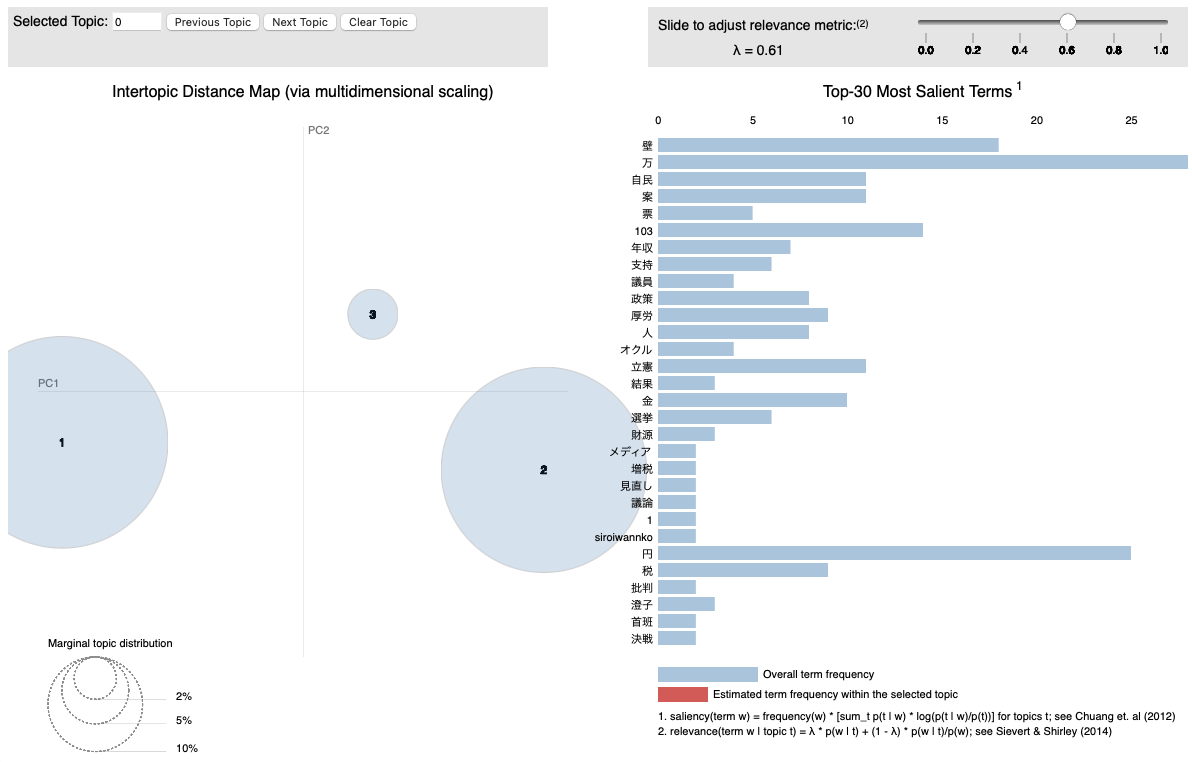 Selected Topic: 0 Previous Topic Next Topic Clear Topic
Slide to adjust relevance metric:(2)
λ = 0.61
0.0 0.2 0.4 0.6 0.8 1.0
Intertopic Distance Map (via multidimensional scaling)
PC2
PC1
1
2
3
Marginal topic distribution
2%
5%
10%
Top-30 Most Salient Terms 1
0 5 10 15 20 25
壁
万
自民
案
票
103
年収
支持
議員
政策
厚労
人
オクル
立憲
結果
金
選挙
財源
メディア
増税
見直し
議論
1
siroiwannko
円
税
批判
澄子
首班
決戦
Overall term frequency
Estimated term frequency within the selected topic
1. saliency(term w) = frequency(w) * [sum_t p(t | w) * log(p(t | w)/p(t))] for topics t; see Chuang et. al (2012)
2. relevance(term w | topic t) = λ * p(w | t) + (1 - λ) * p(w | t)/p(w); see Sievert & Shirley (2014)